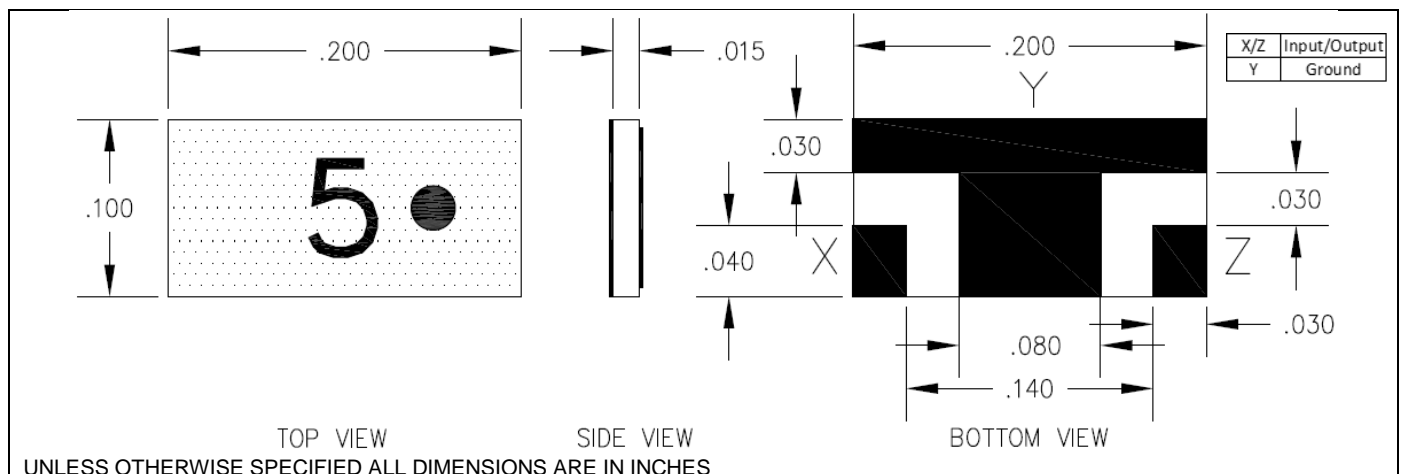 .200
.015
.200
X/Z Input/Output
Y Ground
Y
.030
5
.100
.030
.040
X
Z
.030
.080
.140
TOP VIEW
SIDE VIEW
BOTTOM VIEW
UNLESS OTHERWISE SPECIFIED ALL DIMENSIONS ARE IN INCHES